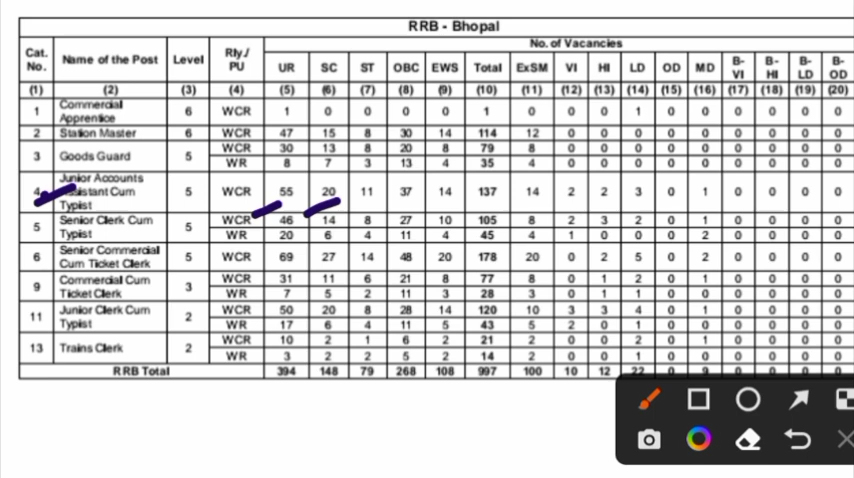 RRB - Bhopal
Cat. No. Name of the Post Level Rly./ PU No. of Vacancies
UR SC ST OBC EWS Total ExSM VI HI LD OD MD B-VI B-HI B-LD B-OD
(1) (2) (3) (4) (5) (6) (7) (8) (9) (10) (11) (12) (13) (14) (15) (16) (17) (18) (19) (20)
1 Commercial Apprentice 6 WCR 1 0 0 0 0 1 0 0 0 1 0 0 0 0 0 0
2 Station Master 6 WCR 47 15 8 30 14 114 12 0 0 0 0 0 0 0 0 0
3 Goods Guard 5 WCR 30 13 8 20 8 79 8 0 0 0 0 0 0 0 0 0
WR 8 7 3 13 4 35 4 0 0 0 0 0 0 0 0 0
4 Junior Accounts Assistant Cum Typist 5 WCR 55 20 11 37 14 137 14 2 2 3 0 1 0 0 0 0
5 Senior Clerk Cum Typist 5 WCR 46 14 8 27 10 105 8 2 3 2 0 1 0 0 0 0
WR 20 6 4 11 4 45 4 1 0 0 0 2 0 0 0 0
6 Senior Commercial Cum Ticket Clerk 5 WCR 69 27 14 48 20 178 20 0 2 5 0 2 0 0 0 0
9 Commercial Cum Ticket Clerk 3 WCR 31 11 6 21 8 77 8 0 1 2 0 1 0 0 0 0
WR 7 5 2 11 3 28 3 0 1 1 0 0 0 0 0 0
11 Junior Clerk Cum Typist 2 WCR 50 20 8 28 14 120 10 3 3 4 0 1 0 0 0 0
WR 17 6 4 11 5 43 5 2 0 1 0 0 0 0 0 0
13 Trains Clerk 2 WCR 10 2 1 6 2 21 2 0 0 2 0 1 0 0 0 0
WR 3 2 2 5 2 14 2 0 0 1 0 0 0 0 0 0
RRB Total 394 148 79 268 108 997 100 10 12 22